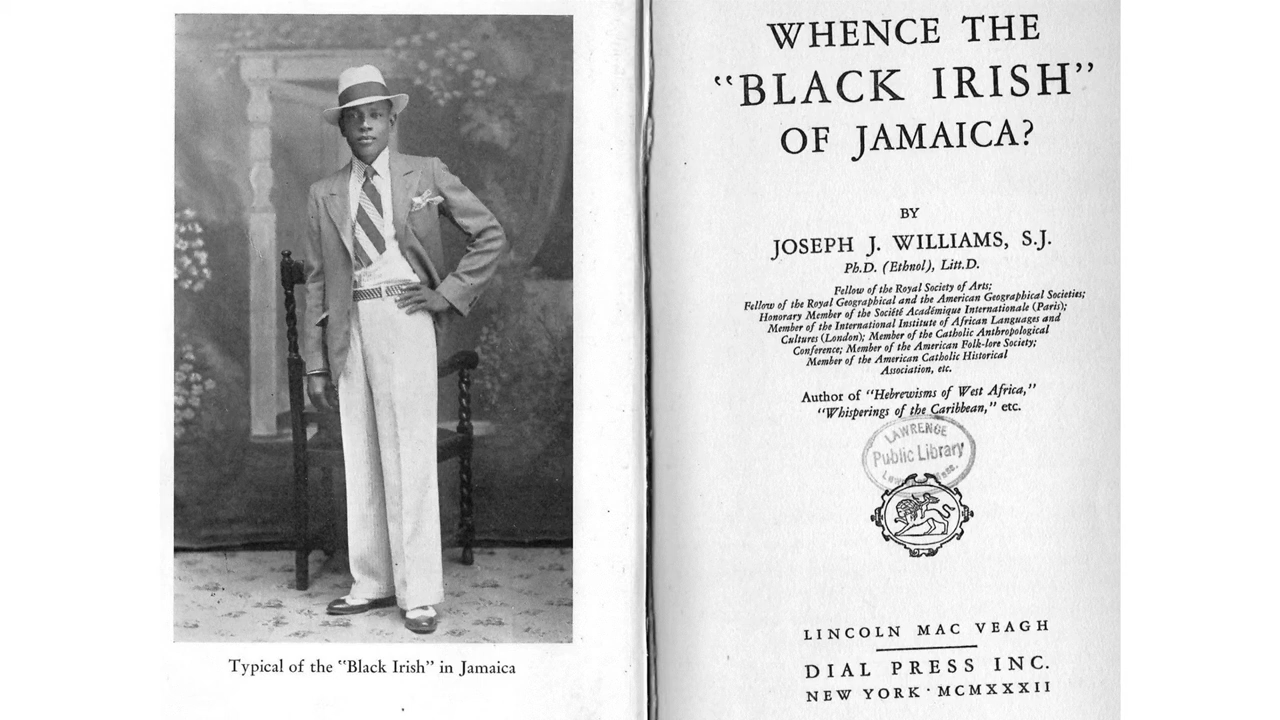 Typical of the "Black Irish" in Jamaica
WHENCE THE
"BLACK IRISH"
OF JAMAICA?
BY
JOSEPH J. WILLIAMS, S.J.
Ph.D. (Ethnol), Litt.D.
Fellow of the Royal Society of Arts;
Fellow of the Royal Geographical and the American Geographical Societies;
Honorary Member of the Société Académique Internationale (Paris);
Member of the International Institute of African Languages and
Cultures (London); Member of the Catholic Anthropological
Conference; Member of the American Folk-lore Society;
Member of the American Catholic Historical
Association, etc.
Author of "Hebrewisms of West Africa,"
"Whisperings of the Caribbean," etc.
LAWRENCE
Public Library
LINCOLN MAC VEAGH
DIAL PRESS INC.
NEW YORK · MCMXXXII